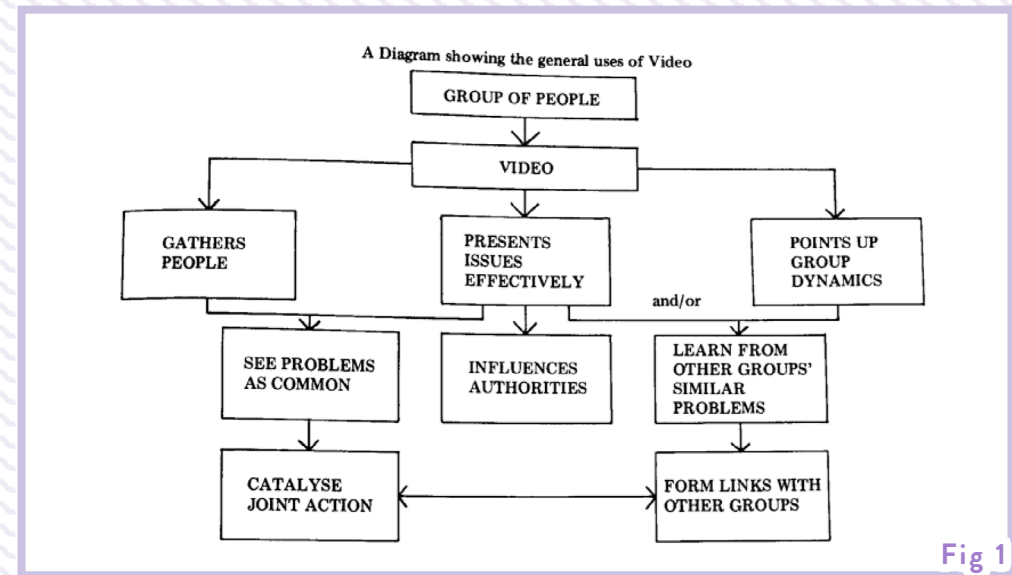 A Diagram showing the general uses of Video
GROUP OF PEOPLE
VIDEO
GATHERS
PEOPLE
PRESENTS
ISSUES
EFFECTIVELY
POINTS UP
GROUP
DYNAMICS
and/or
SEE PROBLEMS
AS COMMON
INFLUENCES
AUTHORITIES
LEARN FROM
OTHER GROUPS'
SIMILAR
PROBLEMS
CATALYSE
JOINT ACTION
FORM LINKS WITH
OTHER GROUPS
Fig 1